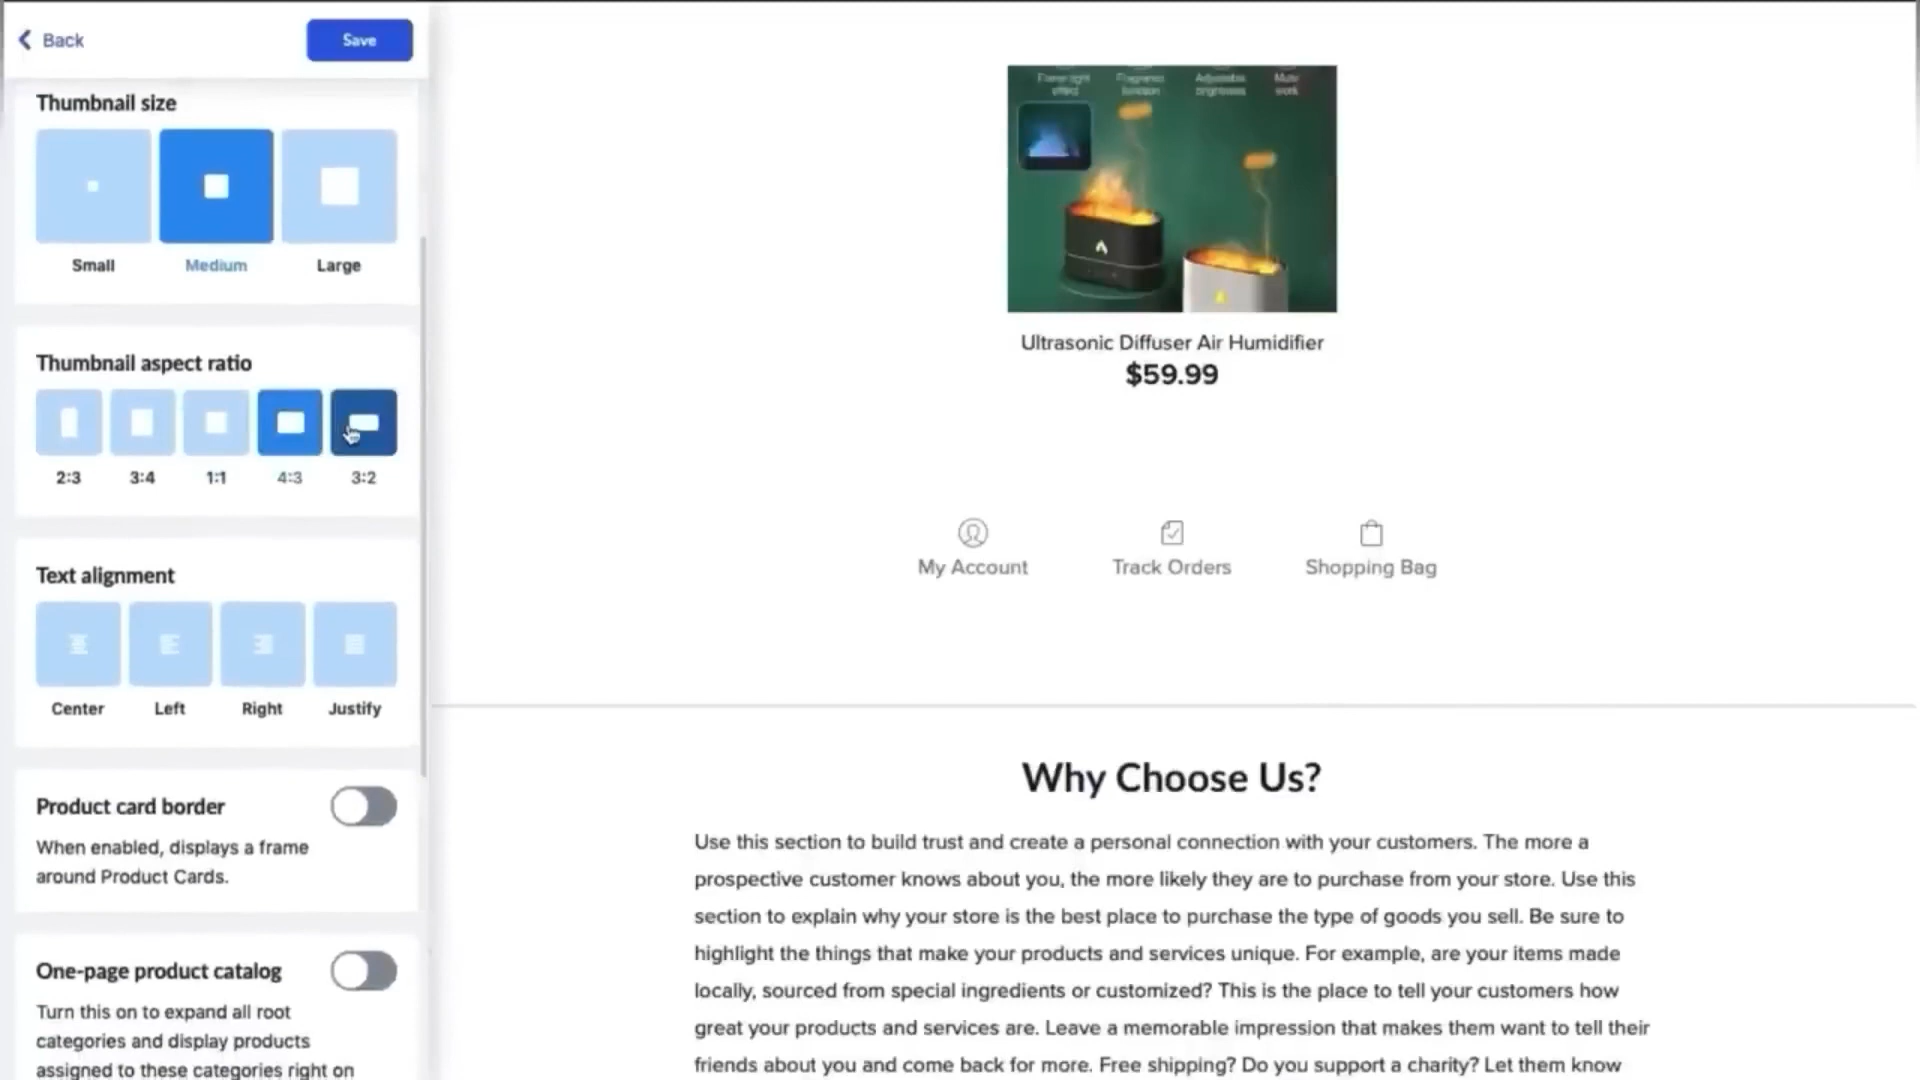 Back
Save
Thumbnail size
Small
Medium
Large
Thumbnail aspect ratio
2:3
3:4
1:1
4:3
3:2
Text alignment
Center
Left
Right
Justify
Product card border
When enabled, displays a frame
around Product Cards.
One-page product catalog
Turn this on to expand all root
categories and display products
assigned to these categories right on
effect
function
Adjustable
brightness
Mute
work
Ultrasonic Diffuser Air Humidifier
$59.99
My Account
Track Orders
Shopping Bag
Why Choose Us?
Use this section to build trust and create a personal connection with your customers. The more a
prospective customer knows about you, the more likely they are to purchase from your store. Use this
section to explain why your store is the best place to purchase the type of goods you sell. Be sure to
highlight the things that make your products and services unique. For example, are your items made
locally, sourced from special ingredients or customized? This is the place to tell your customers how
great your products and services are. Leave a memorable impression that makes them want to tell their
friends about you and come back for more. Free shipping? Do you support a charity? Let them know